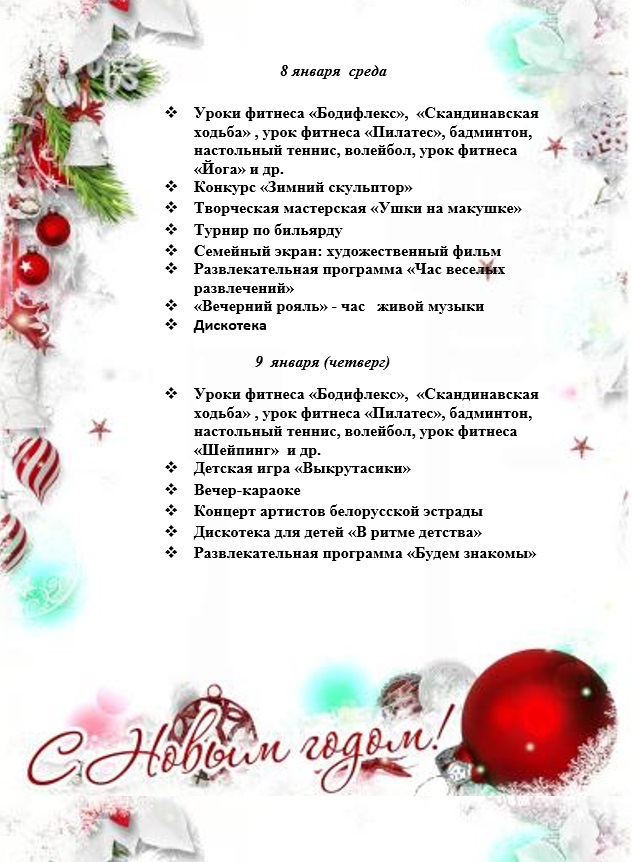 8 января  среда
❖ Уроки фитнеса «Бодифлекс»,  «Скандинавская
ходьба» , урок фитнеса «Пилатес», бадминтон,
настольный теннис, волейбол, урок фитнеса
«Йога» и др.
❖ Конкурс «Зимний скульптор»
❖ Творческая мастерская «Ушки на макушке»
❖ Турнир по бильярду
❖ Семейный экран: художественный фильм
❖ Развлекательная программа «Час веселых
развлечений»
❖ «Вечерний рояль» - час   живой музыки
❖ Дискотека
9  января (четверг)
❖ Уроки фитнеса «Бодифлекс»,  «Скандинавская
ходьба» , урок фитнеса «Пилатес», бадминтон,
настольный теннис, волейбол, урок фитнеса
«Шейпинг»  и др.
❖ Детская игра «Выкрутасики»
❖ Вечер-караоке
❖ Концерт артистов белорусской эстрады
❖ Дискотека для детей «В ритме детства»
❖ Развлекательная программа «Будем знакомы»
С Новым годом!